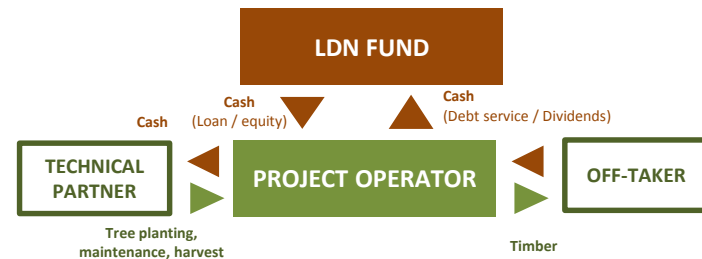 LDN FUND
Cash
(Loan / equity)
Cash
(Debt service / Dividends)
Cash
TECHNICAL
PARTNER
PROJECT OPERATOR
OFF-TAKER
Tree planting,
maintenance, harvest
Timber